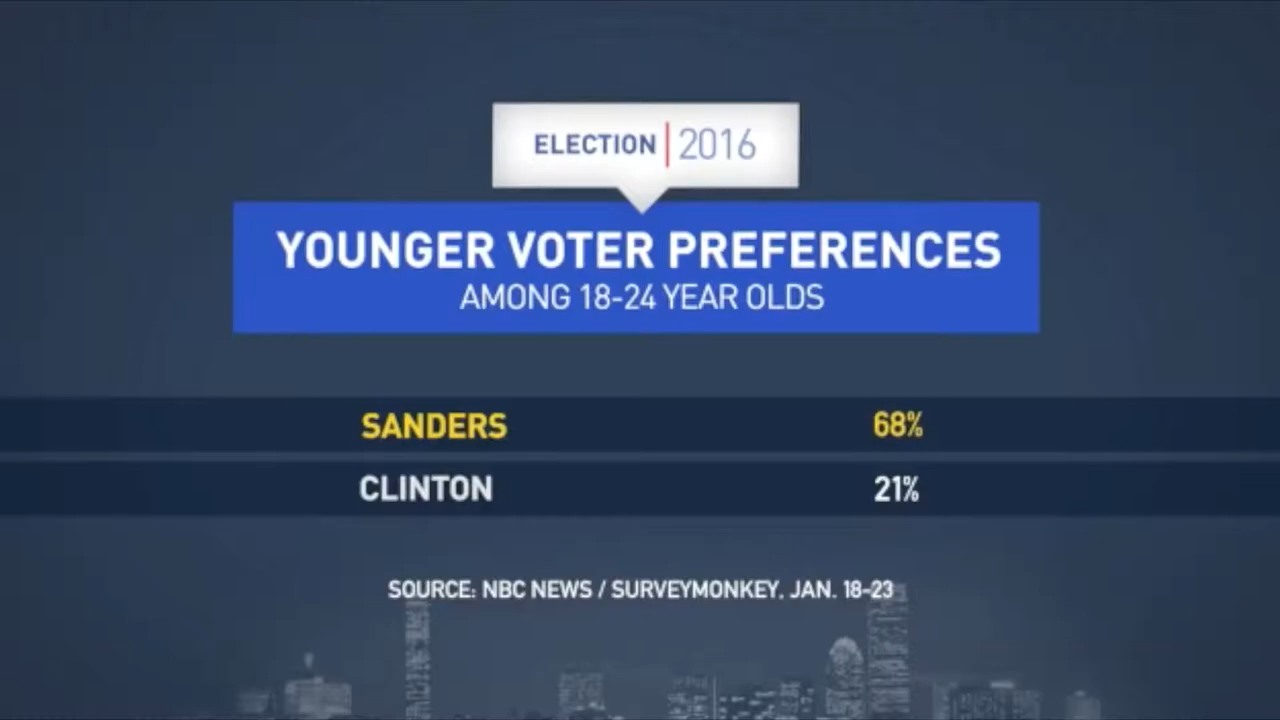 ELECTION | 2016
YOUNGER VOTER PREFERENCES
AMONG 18-24 YEAR OLDS
SANDERS 68%
CLINTON 21%
SOURCE: NBC NEWS / SURVEYMONKEY, JAN. 18-23